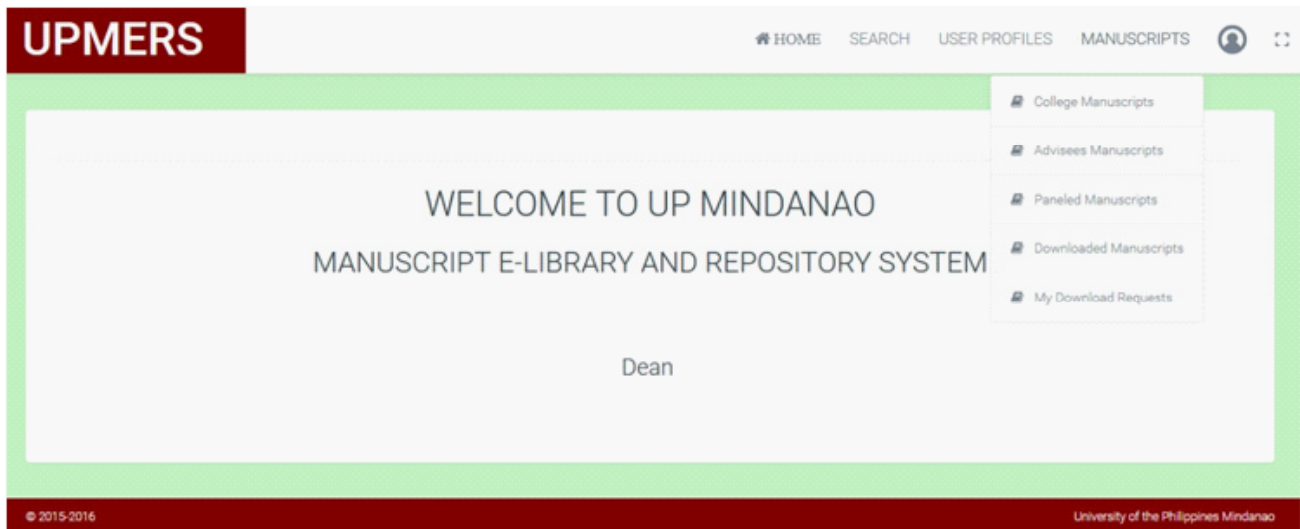 UPMERS
HOME SEARCH USER PROFILES MANUSCRIPTS
College Manuscripts
Advisees Manuscripts
Paneled Manuscripts
Downloaded Manuscripts
My Download Requests
WELCOME TO UP MINDANAO
MANUSCRIPT E-LIBRARY AND REPOSITORY SYSTEM
Dean
© 2015-2016
University of the Philippines Mindanao